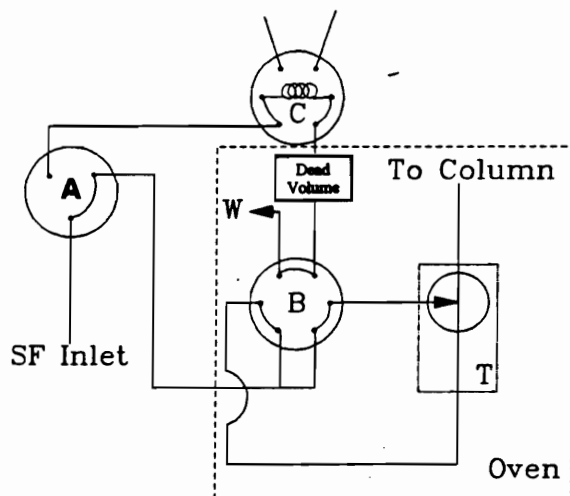 C
A
Dead
Volume
To Column
W
B
SF Inlet
T
Oven